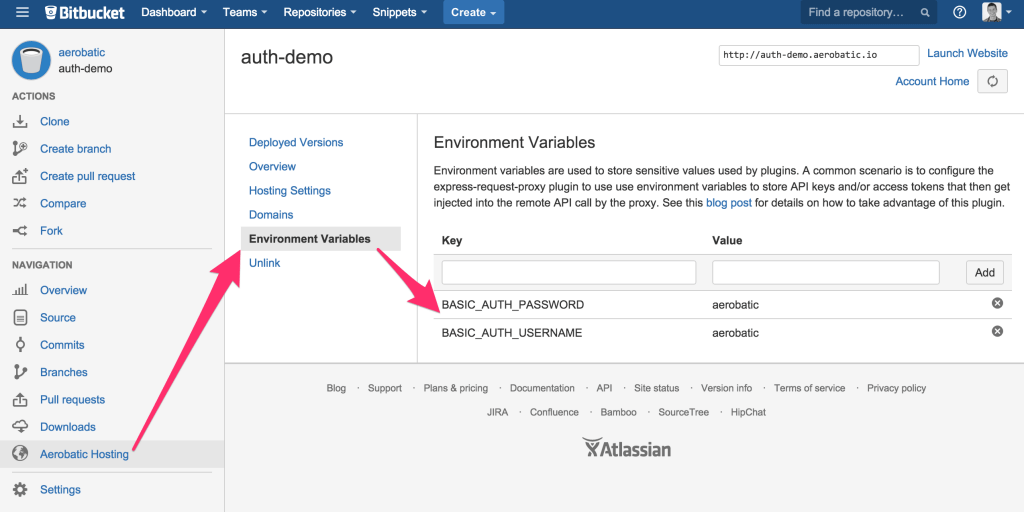 Bitbucket Dashboard Teams Repositories Snippets Create Find a repository...
aerobatic
auth-demo
ACTIONS
Clone
Create branch
Create pull request
Compare
Fork
NAVIGATION
Overview
Source
Commits
Branches
Pull requests
Downloads
Aerobatic Hosting
Settings
auth-demo
http://auth-demo.aerobatic.io Launch Website
Account Home
Deployed Versions
Overview
Hosting Settings
Domains
Environment Variables
Unlink
Environment Variables
Environment variables are used to store sensitive values used by plugins. A common scenario is to configure the
express-request-proxy plugin to use use environment variables to store API keys and/or access tokens that then get
injected into the remote API call by the proxy. See this blog post for details on how to take advantage of this plugin.
Key Value
Add
BASIC_AUTH_PASSWORD aerobatic
BASIC_AUTH_USERNAME aerobatic
Blog · Support · Plans & pricing · Documentation · API · Site status · Version info · Terms of service · Privacy policy
JIRA · Confluence · Bamboo · SourceTree · HipChat
Atlassian